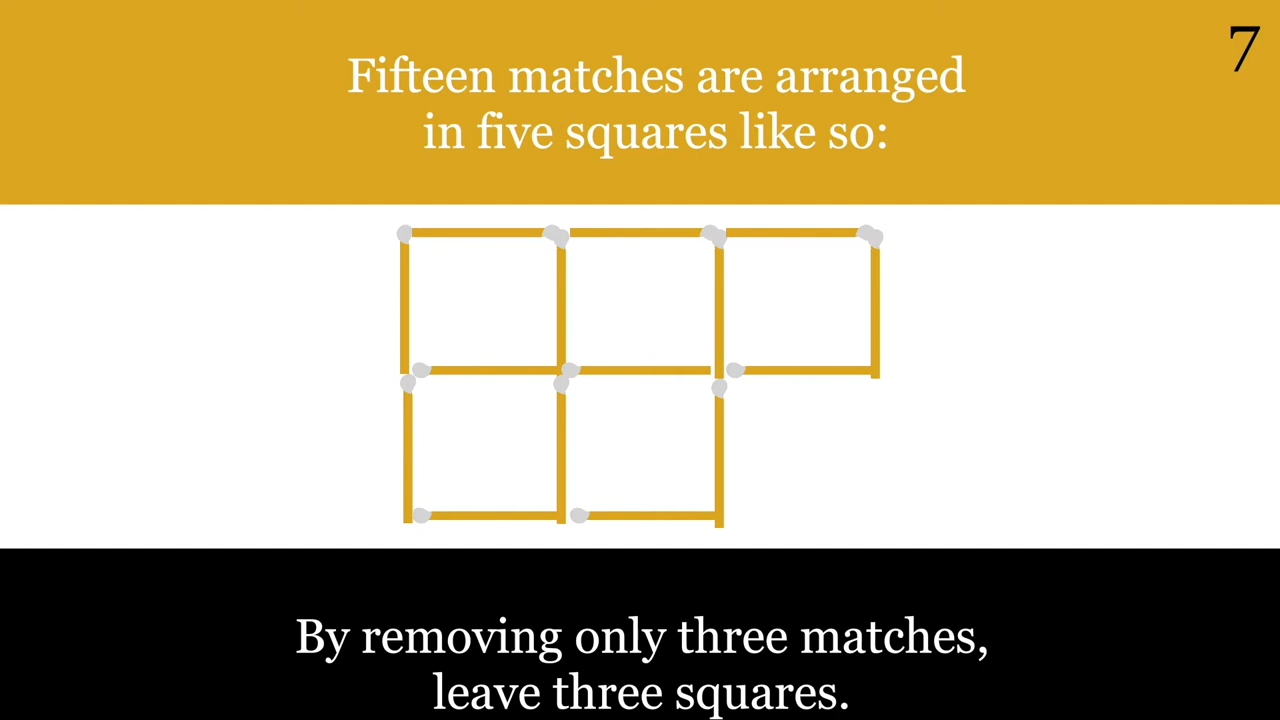 7
Fifteen matches are arranged
in five squares like so:
By removing only three matches,
leave three squares.